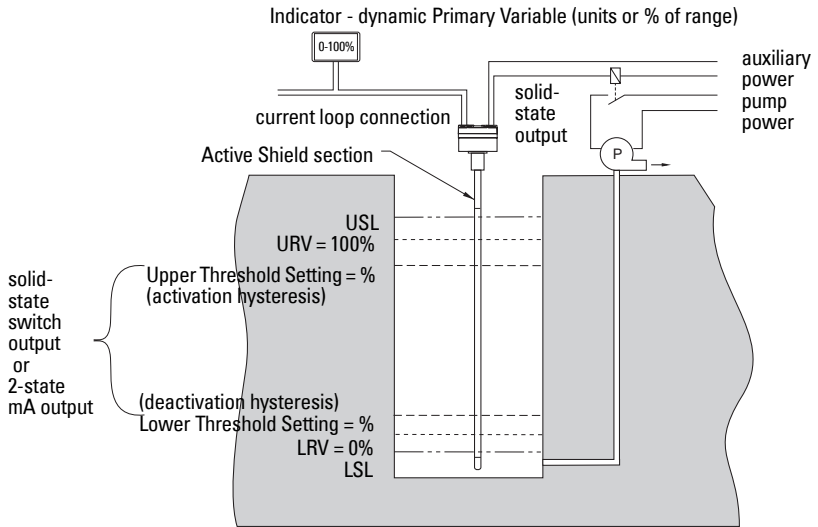 Indicator - dynamic Primary Variable (units or % of range)
0-100%
auxiliary
power
pump
power
solid-
state
output
current loop connection
P
Active Shield section
USL
URV = 100%
Upper Threshold Setting = %
(activation hysteresis)
solid-
state
switch
output
or
2-state
mA output
(deactivation hysteresis)
Lower Threshold Setting = %
LRV = 0%
LSL